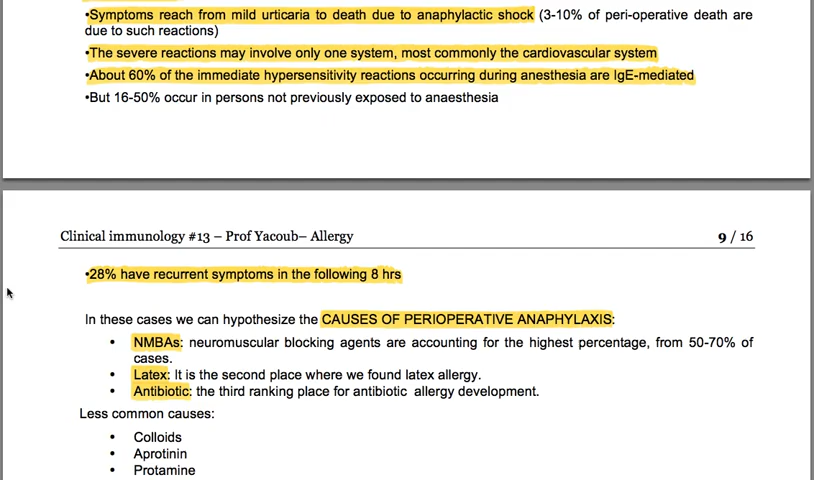 •Symptoms reach from mild urticaria to death due to anaphylactic shock (3-10% of peri-operative death are
due to such reactions)
•The severe reactions may involve only one system, most commonly the cardiovascular system
•About 60% of the immediate hypersensitivity reactions occurring during anesthesia are IgE-mediated
•But 16-50% occur in persons not previously exposed to anaesthesia
Clinical immunology #13 – Prof Yacoub– Allergy 9 / 16
•28% have recurrent symptoms in the following 8 hrs
In these cases we can hypothesize the CAUSES OF PERIOPERATIVE ANAPHYLAXIS:
• NMBAs: neuromuscular blocking agents are accounting for the highest percentage, from 50-70% of
cases.
• Latex: It is the second place where we found latex allergy.
• Antibiotic: the third ranking place for antibiotic allergy development.
Less common causes:
• Colloids
• Aprotinin
• Protamine